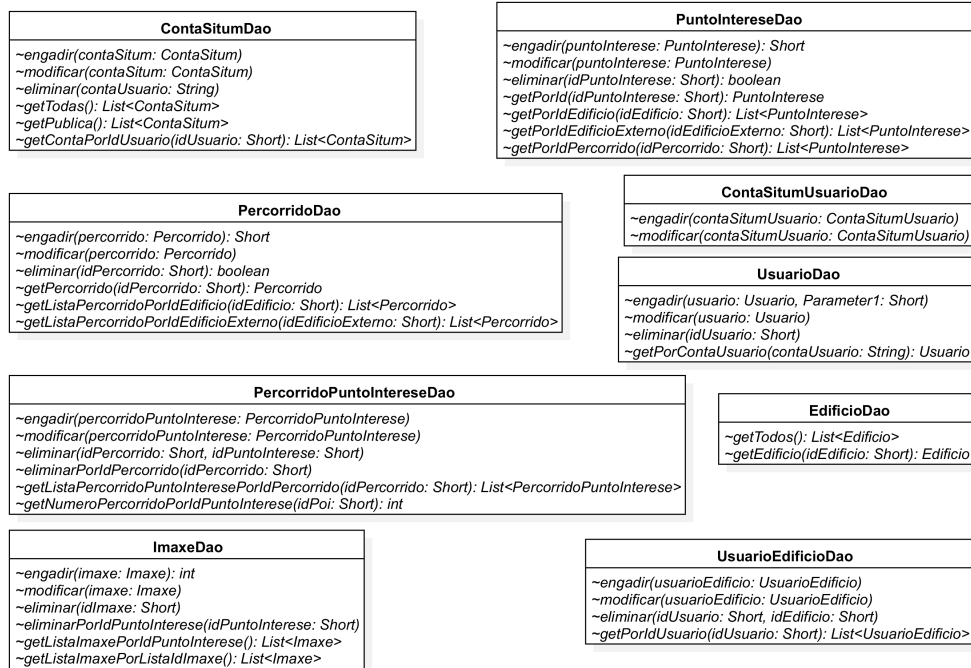 ContaSitumDao
~engadir(contaSitum: ContaSitum)
~modificar(contaSitum: ContaSitum)
~eliminar(contaUsuario: String)
~getTodas(): List<ContaSitum>
~getPublica(): List<ContaSitum>
~getContaPorIdUsuario(idUsuario: Short): List<ContaSitum>
PuntoIntereseDao
~engadir(puntoInterese: PuntoInterese): Short
~modificar(puntoInterese: PuntoInterese)
~eliminar(idPuntoInterese: Short): boolean
~getPorId(idPuntoInterese: Short): PuntoInterese
~getPorIdEdificio(idEdificio: Short): List<PuntoInterese>
~getPorIdEdificioExterno(idEdificioExterno: Short): List<PuntoInterese>
~getPorIdPercorrido(idPercorrido: Short): List<PuntoInterese>
PercorridoDao
~engadir(percorrido: Percorrido): Short
~modificar(percorrido: Percorrido)
~eliminar(idPercorrido: Short): boolean
~getPercorrido(idPercorrido: Short): Percorrido
~getListaPercorridoPorIdEdificio(idEdificio: Short): List<Percorrido>
~getListaPercorridoPorIdEdificioExterno(idEdificioExterno: Short): List<Percorrido>
ContaSitumUsuarioDao
~engadir(contaSitumUsuario: ContaSitumUsuario)
~modificar(contaSitumUsuario: ContaSitumUsuario)
UsuarioDao
~engadir(usuario: Usuario, Parameter1: Short)
~modificar(usuario: Usuario)
~eliminar(idUsuario: Short)
~getPorContaUsuario(contaUsuario: String): Usuario
PercorridoPuntoIntereseDao
~engadir(percorridoPuntoInterese: PercorridoPuntoInterese)
~modificar(percorridoPuntoInterese: PercorridoPuntoInterese)
~eliminar(idPercorrido: Short, idPuntoInterese: Short)
~eliminarPorIdPercorrido(idPercorrido: Short)
~getListaPercorridoPuntoInteresePorIdPercorrido(idPercorrido: Short): List<PercorridoPuntoInterese>
~getNumeroPercorridoPorIdPuntoInterese(idPoi: Short): int
EdificioDao
~getTodos(): List<Edificio>
~getEdificio(idEdificio: Short): Edificio
ImaxeDao
~engadir(imaxe: Imaxe): int
~modificar(imaxe: Imaxe)
~eliminar(idImaxe: Short)
~eliminarPorIdPuntoInterese(idPuntoInterese: Short)
~getListaImaxePorIdPuntoInterese(): List<Imaxe>
~getListaImaxePorListaIdImaxe(): List<Imaxe>
UsuarioEdificioDao
~engadir(usuarioEdificio: UsuarioEdificio)
~modificar(usuarioEdificio: UsuarioEdificio)
~eliminar(idUsuario: Short, idEdificio: Short)
~getPorIdUsuario(idUsuario: Short): List<UsuarioEdificio>